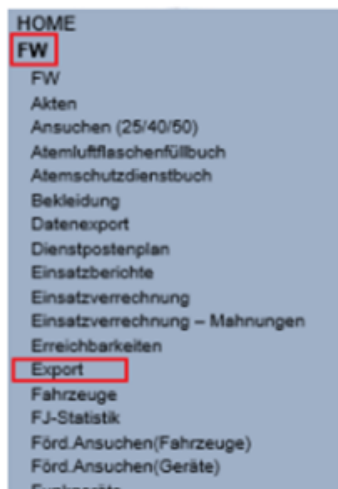 HOME
FW
FW
Akten
Ansuchen (25/40/50)
Atemluftflaschenfüllbuch
Atemschutzdienstbuch
Bekleidung
Datenexport
Dienstpostenplan
Einsatzberichte
Einsatzverrechnung
Einsatzverrechnung – Mahnungen
Erreichbarkeiten
Export
Fahrzeuge
FJ-Statistik
Förd.Ansuchen(Fahrzeuge)
Förd.Ansuchen(Geräte)